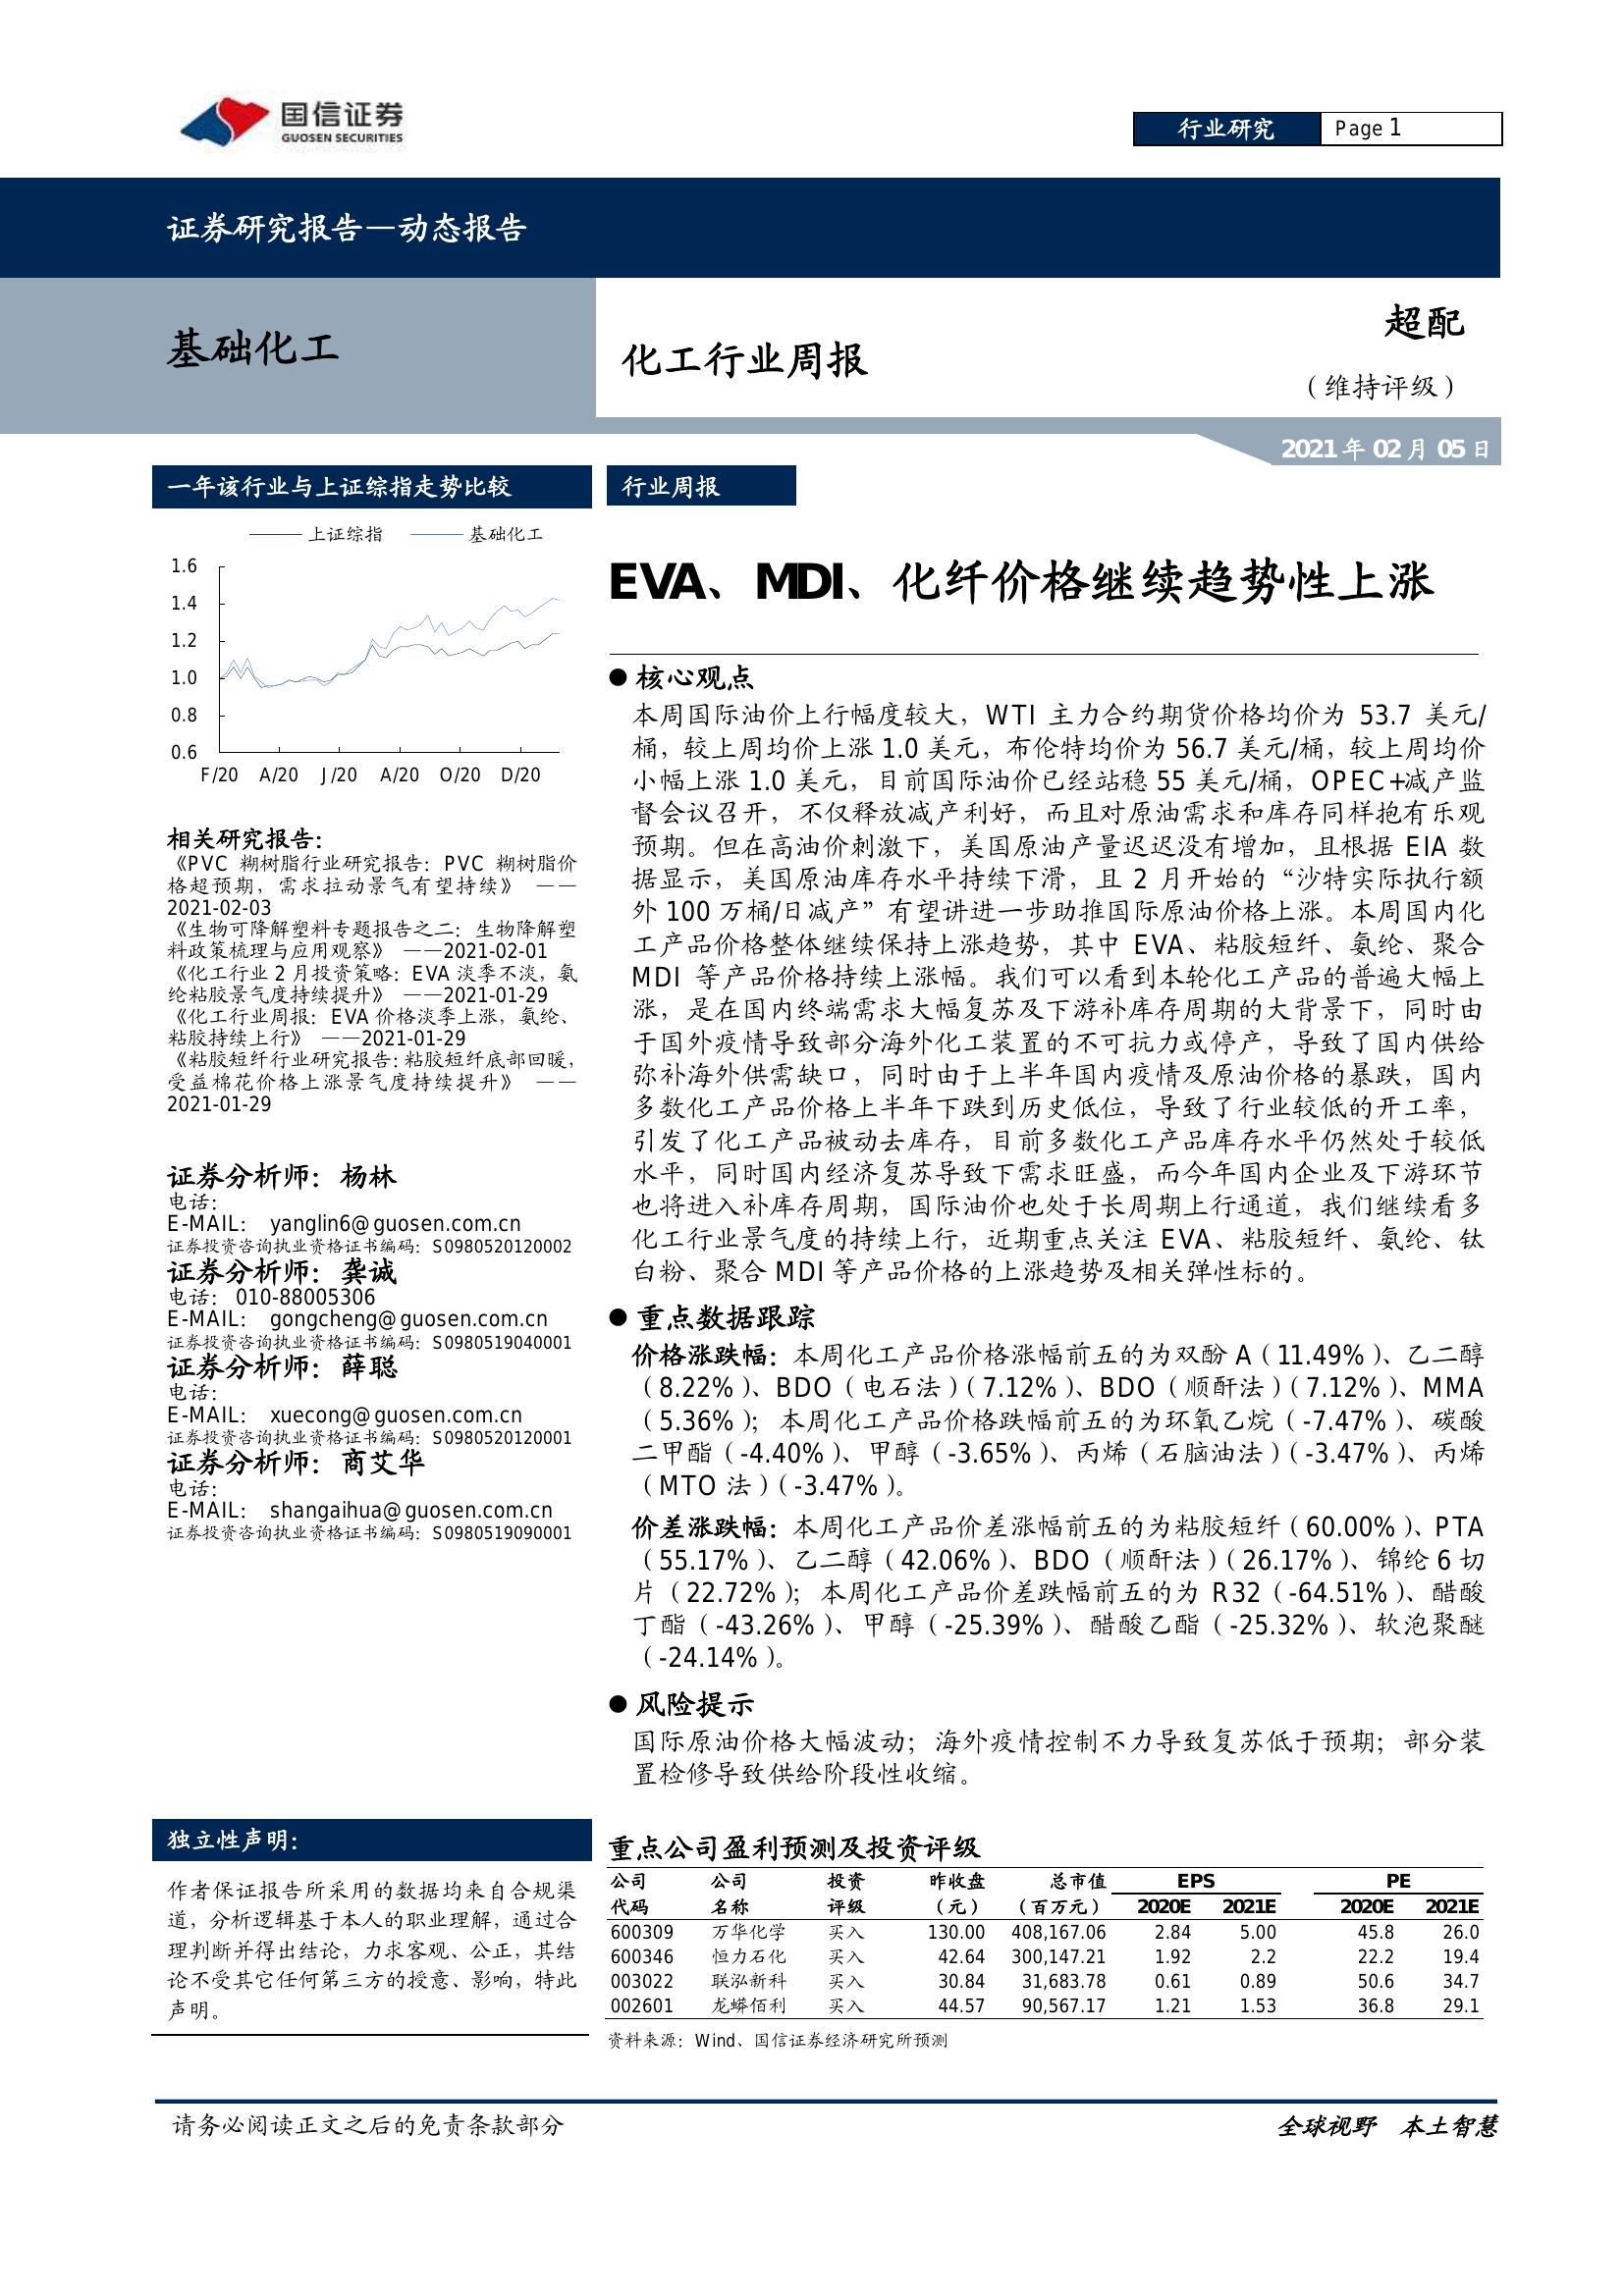 国信证券
GUOSEN SECURITIES
行业研究
Page 1
证券研究报告—动态报告
基础化工
化工行业周报
超配
（维持评级）
2021 年 02 月 05 日
一年该行业与上证综指走势比较
上证综指 基础化工
1.6
1.4
1.2
1.0
0.8
0.6
F/20 A/20 J/20 A/20 O/20 D/20
相关研究报告：
《PVC 糊树脂行业研究报告：PVC 糊树脂价
格超预期，需求拉动景气有望持续》 ——
2021-02-03
《生物可降解塑料专题报告之二：生物降解塑
料政策梳理与应用观察》 ——2021-02-01
《化工行业 2 月投资策略：EVA 淡季不淡，氨
纶粘胶景气度持续提升》 ——2021-01-29
《化工行业周报：EVA 价格淡季上涨，氨纶、
粘胶持续上行》 ——2021-01-29
《粘胶短纤行业研究报告：粘胶短纤底部回暖，
受益棉花价格上涨景气度持续提升》 ——
2021-01-29
证券分析师：杨林
电话：
E-MAIL： yanglin6@guosen.com.cn
证券投资咨询执业资格证书编码：S0980520120002
证券分析师：龚诚
电话： 010-88005306
E-MAIL： gongcheng@guosen.com.cn
证券投资咨询执业资格证书编码：S0980519040001
证券分析师：薛聪
电话：
E-MAIL： xuecong@guosen.com.cn
证券投资咨询执业资格证书编码：S0980520120001
证券分析师：商艾华
电话：
E-MAIL： shangaihua@guosen.com.cn
证券投资咨询执业资格证书编码：S0980519090001
独立性声明：
作者保证报告所采用的数据均来自合规渠
道，分析逻辑基于本人的职业理解，通过合
理判断并得出结论，力求客观、公正，其结
论不受其它任何第三方的授意、影响，特此
声明。
行业周报
EVA、MDI、化纤价格继续趋势性上涨
● 核心观点
本周国际油价上行幅度较大，WTI 主力合约期货价格均价为 53.7 美元/
桶，较上周均价上涨 1.0 美元，布伦特均价为 56.7 美元/桶，较上周均价
小幅上涨 1.0 美元，目前国际油价已经站稳 55 美元/桶，OPEC+减产监
督会议召开，不仅释放减产利好，而且对原油需求和库存同样抱有乐观
预期。但在高油价刺激下，美国原油产量迟迟没有增加，且根据 EIA 数
据显示，美国原油库存水平持续下滑，且 2 月开始的“沙特实际执行额
外 100 万桶/日减产”有望讲进一步助推国际原油价格上涨。本周国内化
工产品价格整体继续保持上涨趋势，其中 EVA、粘胶短纤、氨纶、聚合
MDI 等产品价格持续上涨幅。我们可以看到本轮化工产品的普遍大幅上
涨，是在国内终端需求大幅复苏及下游补库存周期的大背景下，同时由
于国外疫情导致部分海外化工装置的不可抗力或停产，导致了国内供给
弥补海外供需缺口，同时由于上半年国内疫情及原油价格的暴跌，国内
多数化工产品价格上半年下跌到历史低位，导致了行业较低的开工率，
引发了化工产品被动去库存，目前多数化工产品库存水平仍然处于较低
水平，同时国内经济复苏导致下需求旺盛，而今年国内企业及下游环节
也将进入补库存周期，国际油价也处于长周期上行通道，我们继续看多
化工行业景气度的持续上行，近期重点关注 EVA、粘胶短纤、氨纶、钛
白粉、聚合 MDI 等产品价格的上涨趋势及相关弹性标的。
● 重点数据跟踪
价格涨跌幅：本周化工产品价格涨幅前五的为双酚 A（11.49%）、乙二醇
（8.22%）、BDO（电石法）（7.12%）、BDO（顺酐法）（7.12%）、MMA
（5.36%）；本周化工产品价格跌幅前五的为环氧乙烷（-7.47%）、碳酸
二甲酯（-4.40%）、甲醇（-3.65%）、丙烯（石脑油法）（-3.47%）、丙烯
（MTO 法）（-3.47%）。
价差涨跌幅：本周化工产品价差涨幅前五的为粘胶短纤（60.00%）、PTA
（55.17%）、乙二醇（42.06%）、BDO（顺酐法）（26.17%）、锦纶 6 切
片（22.72%）；本周化工产品价差跌幅前五的为 R32（-64.51%）、醋酸
丁酯（-43.26%）、甲醇（-25.39%）、醋酸乙酯（-25.32%）、软泡聚醚
（-24.14%）。
● 风险提示
国际原油价格大幅波动；海外疫情控制不力导致复苏低于预期；部分装
置检修导致供给阶段性收缩。
重点公司盈利预测及投资评级
公司 公司 投资 昨收盘 总市值 EPS PE
代码 名称 评级 （元） （百万元） 2020E 2021E 2020E 2021E
600309 万华化学 买入 130.00 408,167.06 2.84 5.00 45.8 26.0
600346 恒力石化 买入 42.64 300,147.21 1.92 2.2 22.2 19.4
003022 联泓新科 买入 30.84 31,683.78 0.61 0.89 50.6 34.7
002601 龙蟒佰利 买入 44.57 90,567.17 1.21 1.53 36.8 29.1
资料来源：Wind、国信证券经济研究所预测
请务必阅读正文之后的免责条款部分
全球视野 本土智慧